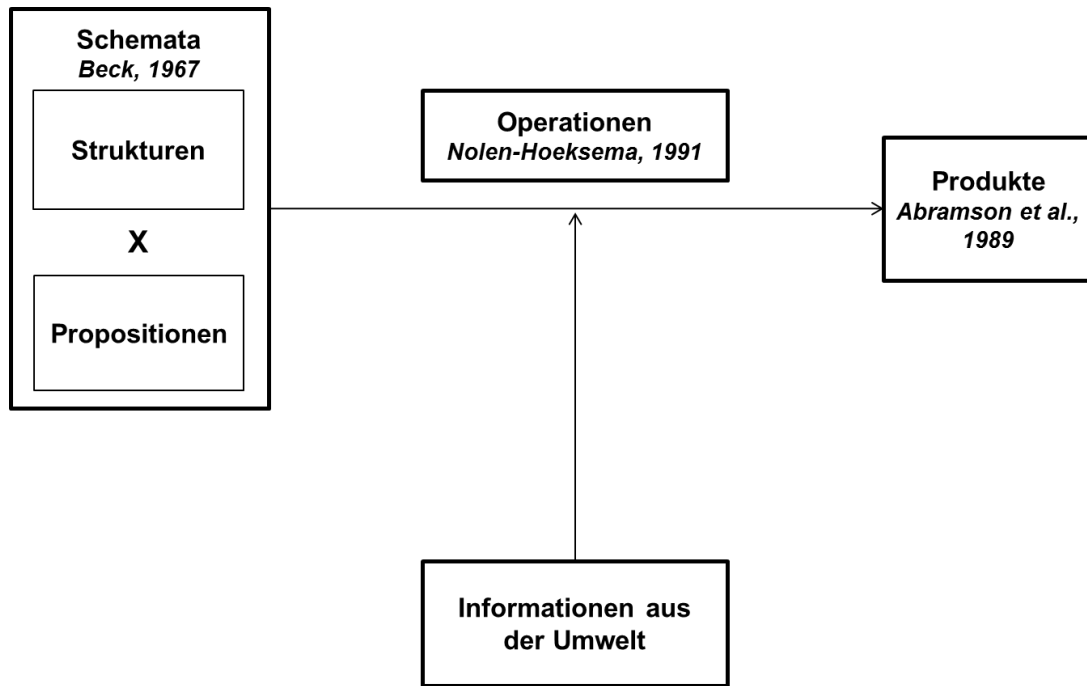 Schemata
Beck, 1967
Strukturen
X
Propositionen
Operationen
Nolen-Hoeksema, 1991
Produkte
Abramson et al.,
1989
Informationen aus
der Umwelt